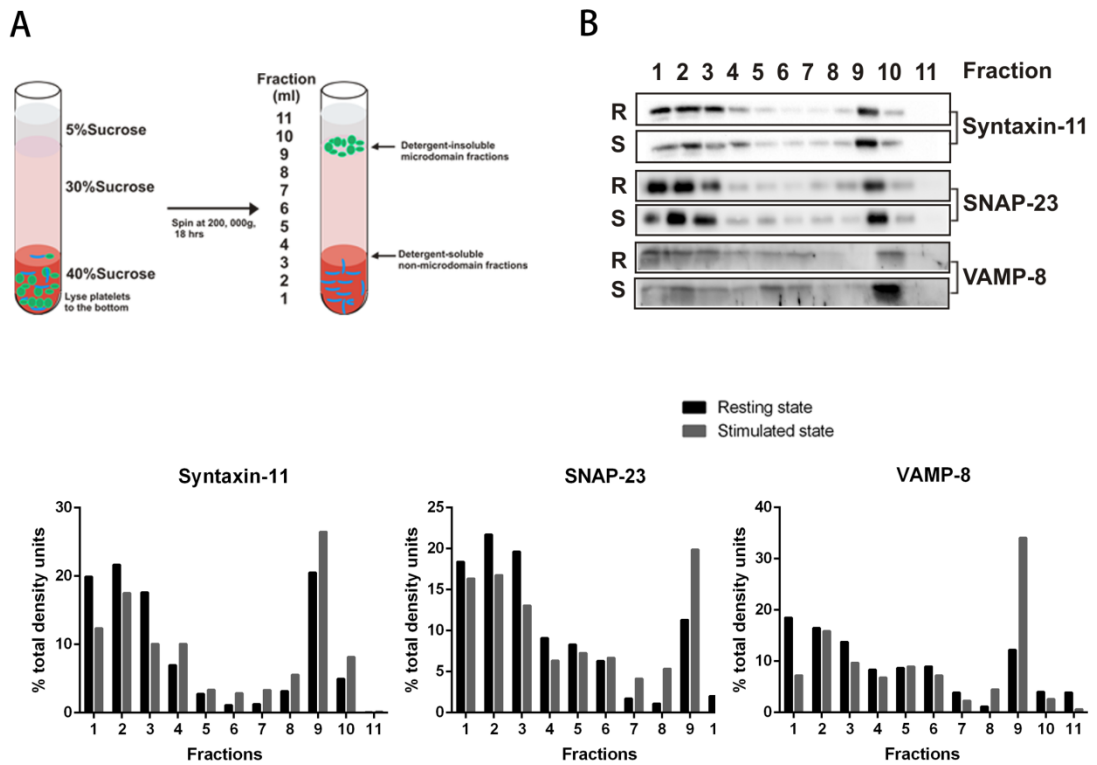 A
5%Sucrose
30%Sucrose
40%Sucrose
Lyse platelets
to the bottom
Spin at 200, 000g,
18 hrs
Fraction
(ml)
11
10
9
8
7
6
5
4
3
2
1
Detergent-insoluble
microdomain fractions
Detergent-soluble
non-microdomain fractions
B
1 2 3 4 5 6 7 8 9 10 11 Fraction
R
S
Syntaxin-11
R
S
SNAP-23
R
S
VAMP-8
Resting state
Stimulated state
Syntaxin-11
% total density units
30
20
10
0
1 2 3 4 5 6 7 8 9 10 11
Fractions
SNAP-23
% total density units
25
20
15
10
5
0
1 2 3 4 5 6 7 8 9 1
Fractions
VAMP-8
% total density units
40
30
20
10
0
1 2 3 4 5 6 7 8 9 10 11
Fractions